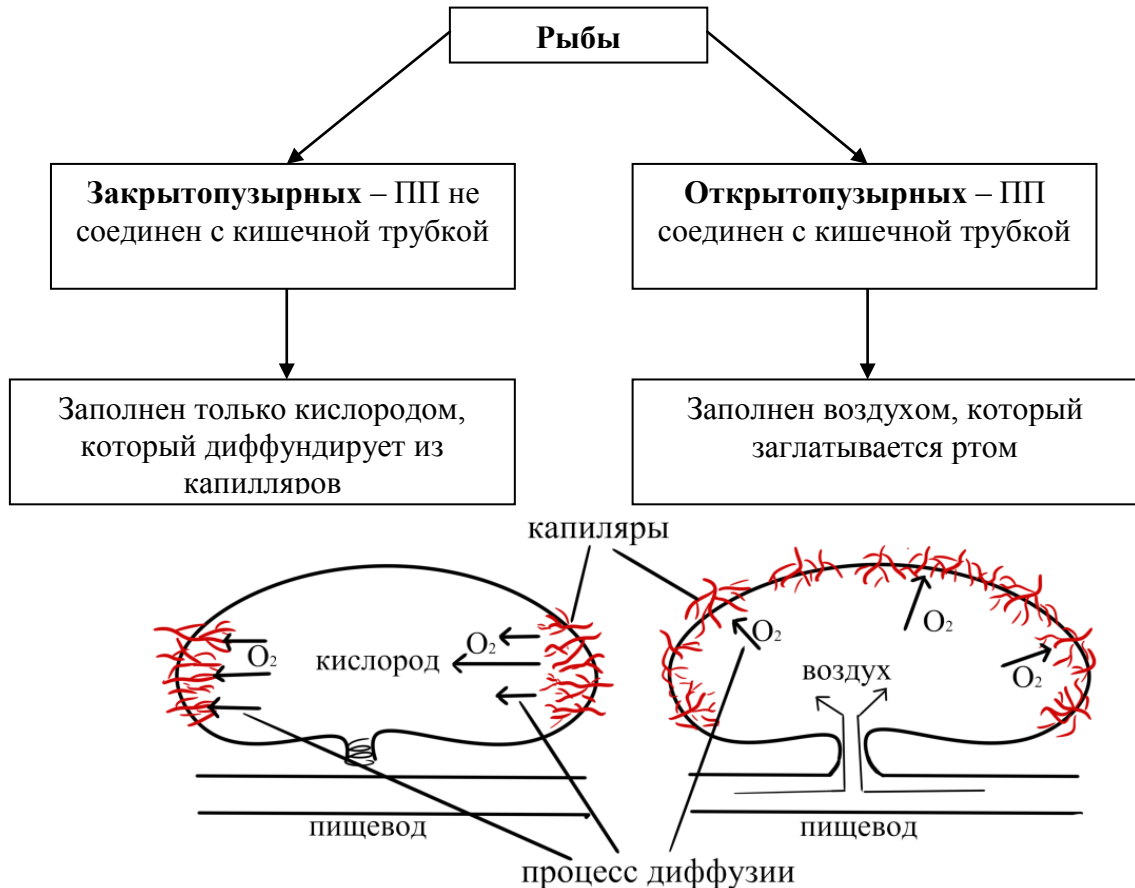 Рыбы
Закрытопузырных – ПП не
соединен с кишечной трубкой
Открытопузырных – ПП
соединен с кишечной трубкой
Заполнен только кислородом,
который диффундирует из
капилляров
Заполнен воздухом, который
заглатывается ртом
капиляры
O₂
O₂
кислород
O₂
O₂
воздух
O₂
пищевод
пищевод
процесс диффузии